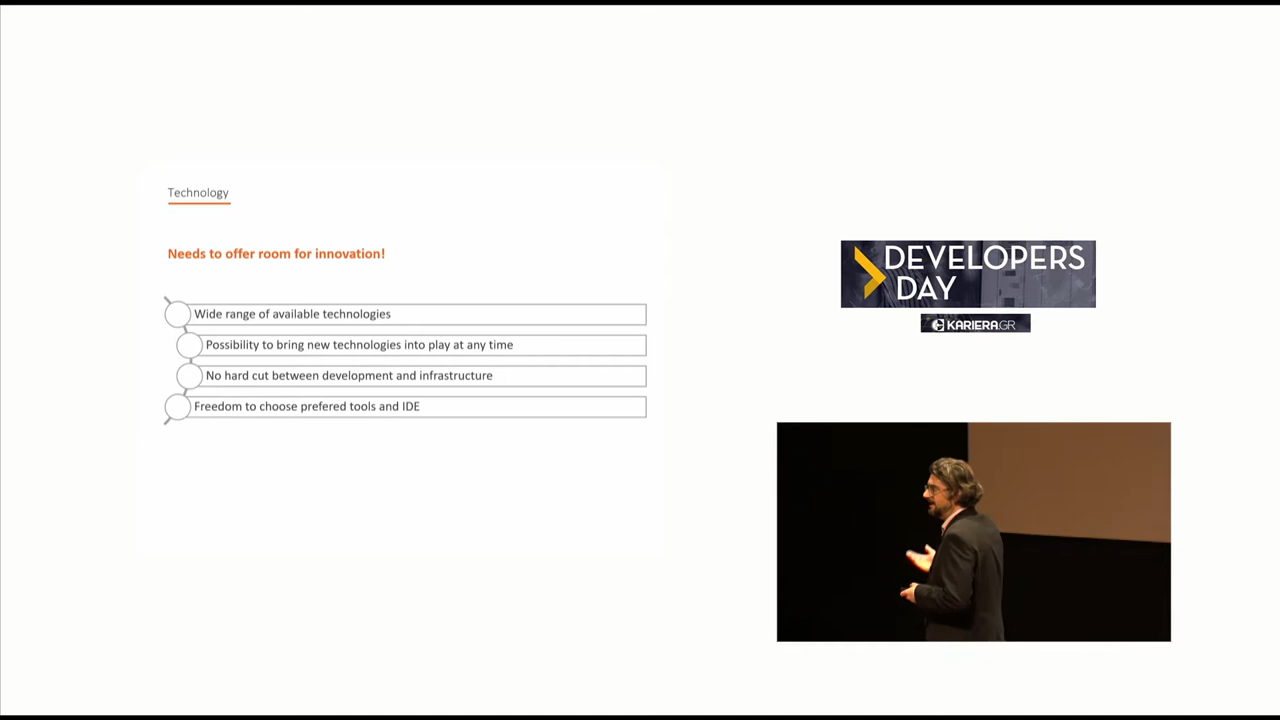 Technology
Needs to offer room for innovation!
Wide range of available technologies
Possibility to bring new technologies into play at any time
No hard cut between development and infrastructure
Freedom to choose prefered tools and IDE
DEVELOPERS
DAY
KARIERA.GR